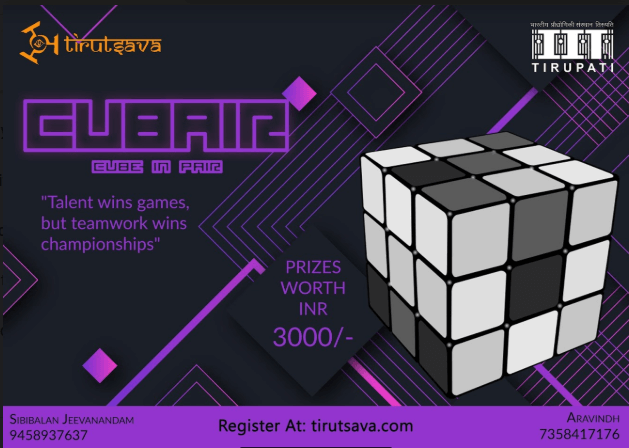 tirutsava
भारतीय प्रौद्योगिकी संस्थान तिरुपति
TIRUPATI
CUBAIR
CUBE IN PAIR
"Talent wins games,
but teamwork wins
championships"
PRIZES
WORTH
INR
3000/-
SIBIBALAN JEEVANANDAM
9458937637
Register At: tirutsava.com
ARAVINDH
7358417176